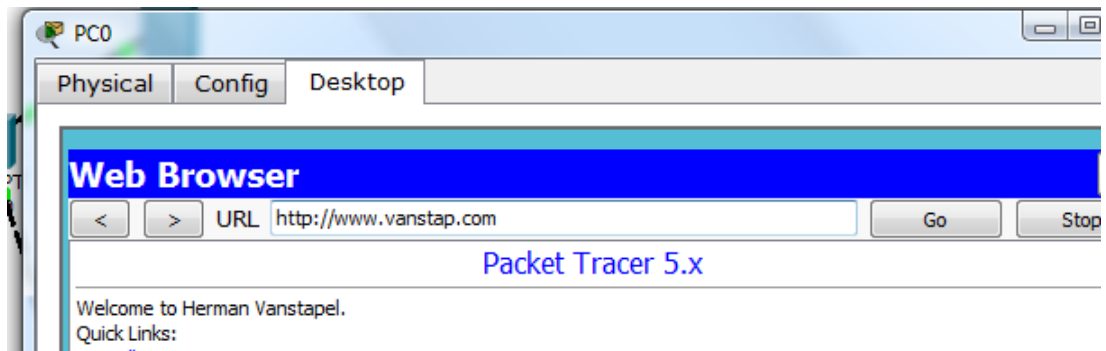 PC0
Physical Config Desktop
Web Browser
< > URL http://www.vanstap.com Go Stop
Packet Tracer 5.x
Welcome to Herman Vanstapel.
Quick Links: